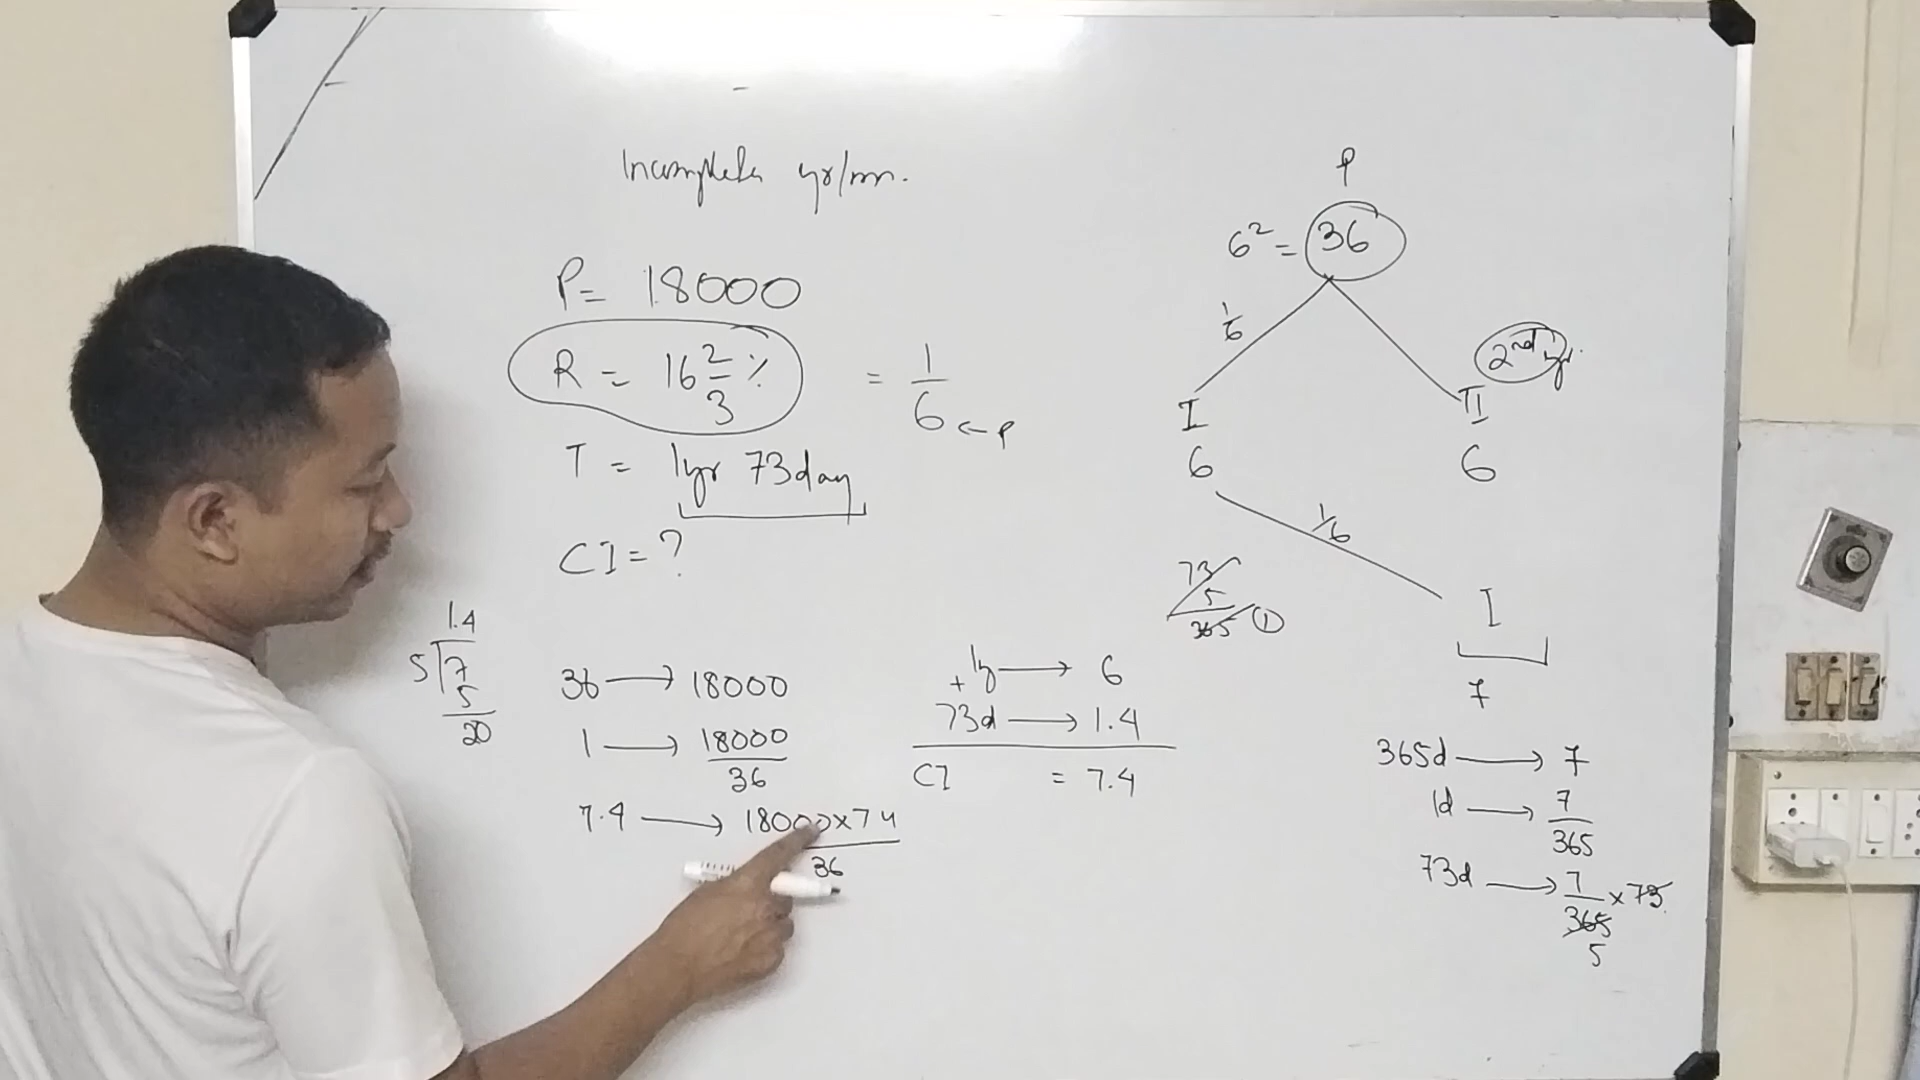 Incomplete yr/mn.
P = 18000
R = 16 2/3 % = 1/6 ← P
T = 1yr 73day
CI = ?
1.4
5 7
5
20
36 → 18000
1 → 18000/36
7.4 → 18000×74/36
1y → 6
+ 73d → 1.4
CI = 7.4
P
6² = 36
1/6
2nd yr.
I II
6 6
1/6
73
5
365 1
I
7
365d → 7
1d → 7/365
73d → 7/365 × 73
5